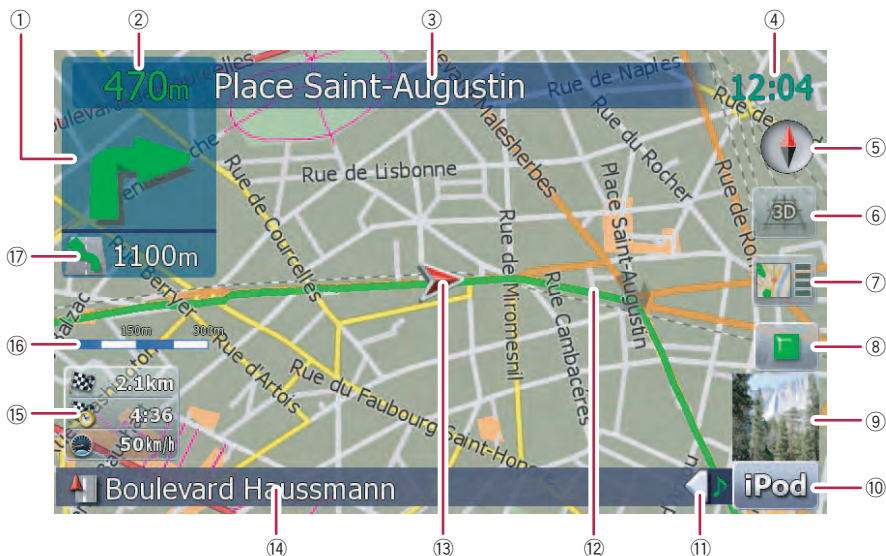 ① ② ③ ④
470m Place Saint-Augustin 12:04
Rue de Naples
Malesherbes
Rue du Rocher
Rue de Lisbonne
Rue de Courcelles
Place Saint-Augustin
Rue de Miromesnil
Rue Cambacérès
Rue d'Artois
Rue du Faubourg Saint-Hon
Berryer
alzac
⑤
3D ⑥
⑰ 1100m
⑦
⑧
⑯ 150m 300m
2.1km
⑮ 4:36
50km/h
⑨
Boulevard Haussmann
iPod ⑩
⑭ ⑬ ⑫ ⑪